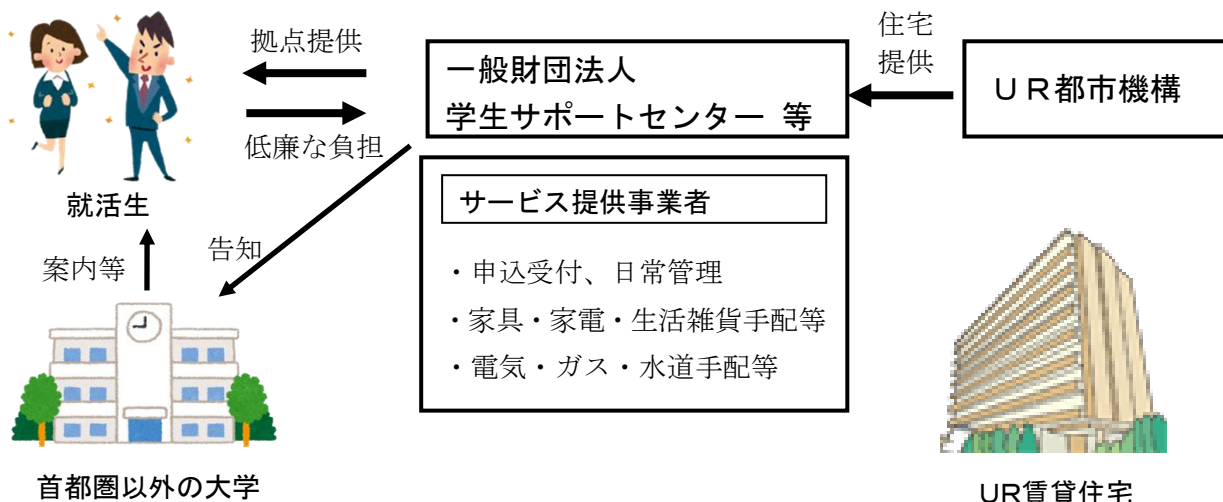 拠点提供
低廉な負担
就活生
案内等
告知
首都圏以外の大学
一般財団法人
学生サポートセンター 等
サービス提供事業者
・申込受付、日常管理
・家具・家電・生活雑貨手配等
・電気・ガス・水道手配等
住宅
提供
UR都市機構
UR賃貸住宅